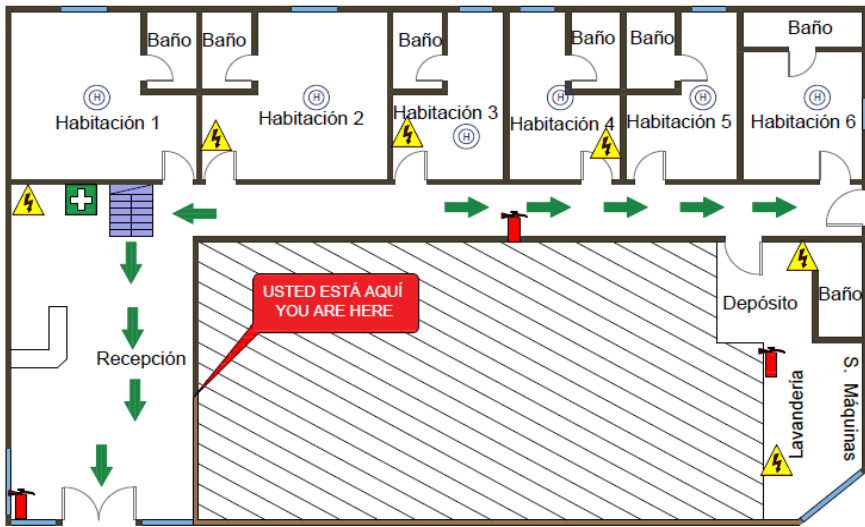 Baño
Baño
Baño
Baño
Baño
Baño
H
Habitación 1
H
Habitación 2
Habitación 3
H
H
Habitación 4
H
Habitación 5
H
Habitación 6
USTED ESTÁ AQUÍ
YOU ARE HERE
Depósito
Baño
Recepción
Lavandería
S. Máquinas